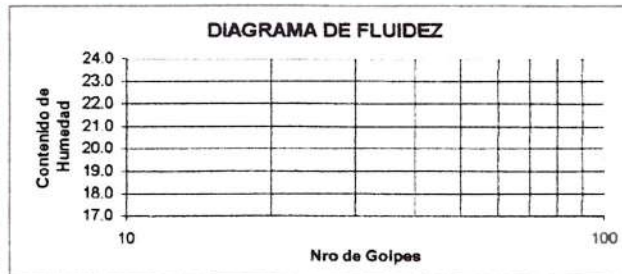 DIAGRAMA DE FLUIDEZ
Contenido de
Humedad
24.0
23.0
22.0
21.0
20.0
19.0
18.0
17.0
10
100
Nro de Golpes